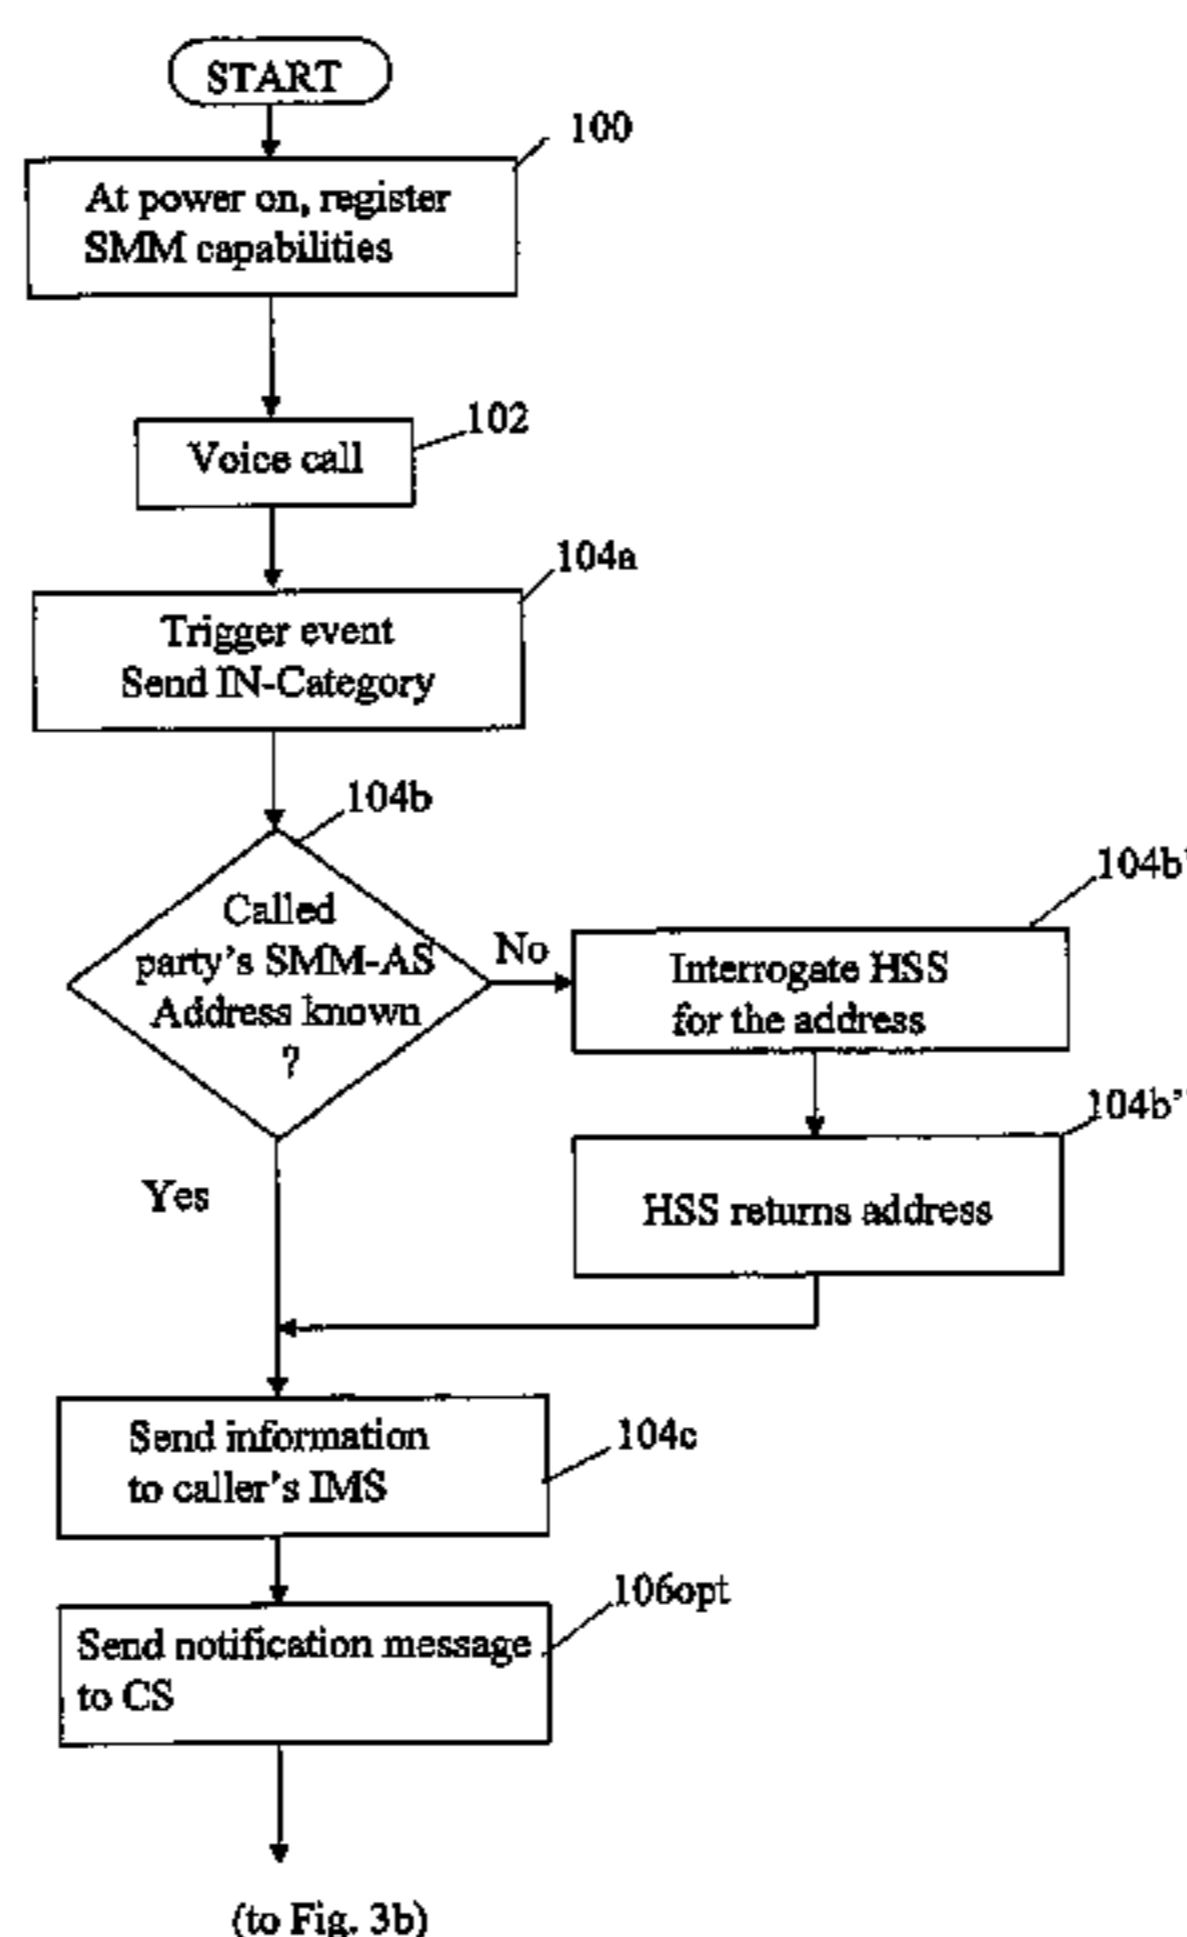 START
100
At power on, register
SMM capabilities
102
Voice call
104a
Trigger event
Send IN-Category
104b
Called
party's SMM-AS
Address known
?
No
104b'
Interrogate HSS
for the address
104b''
HSS returns address
Yes
Send information
to caller's IMS
104c
106opt
Send notification message
to CS
(to Fig. 3b)